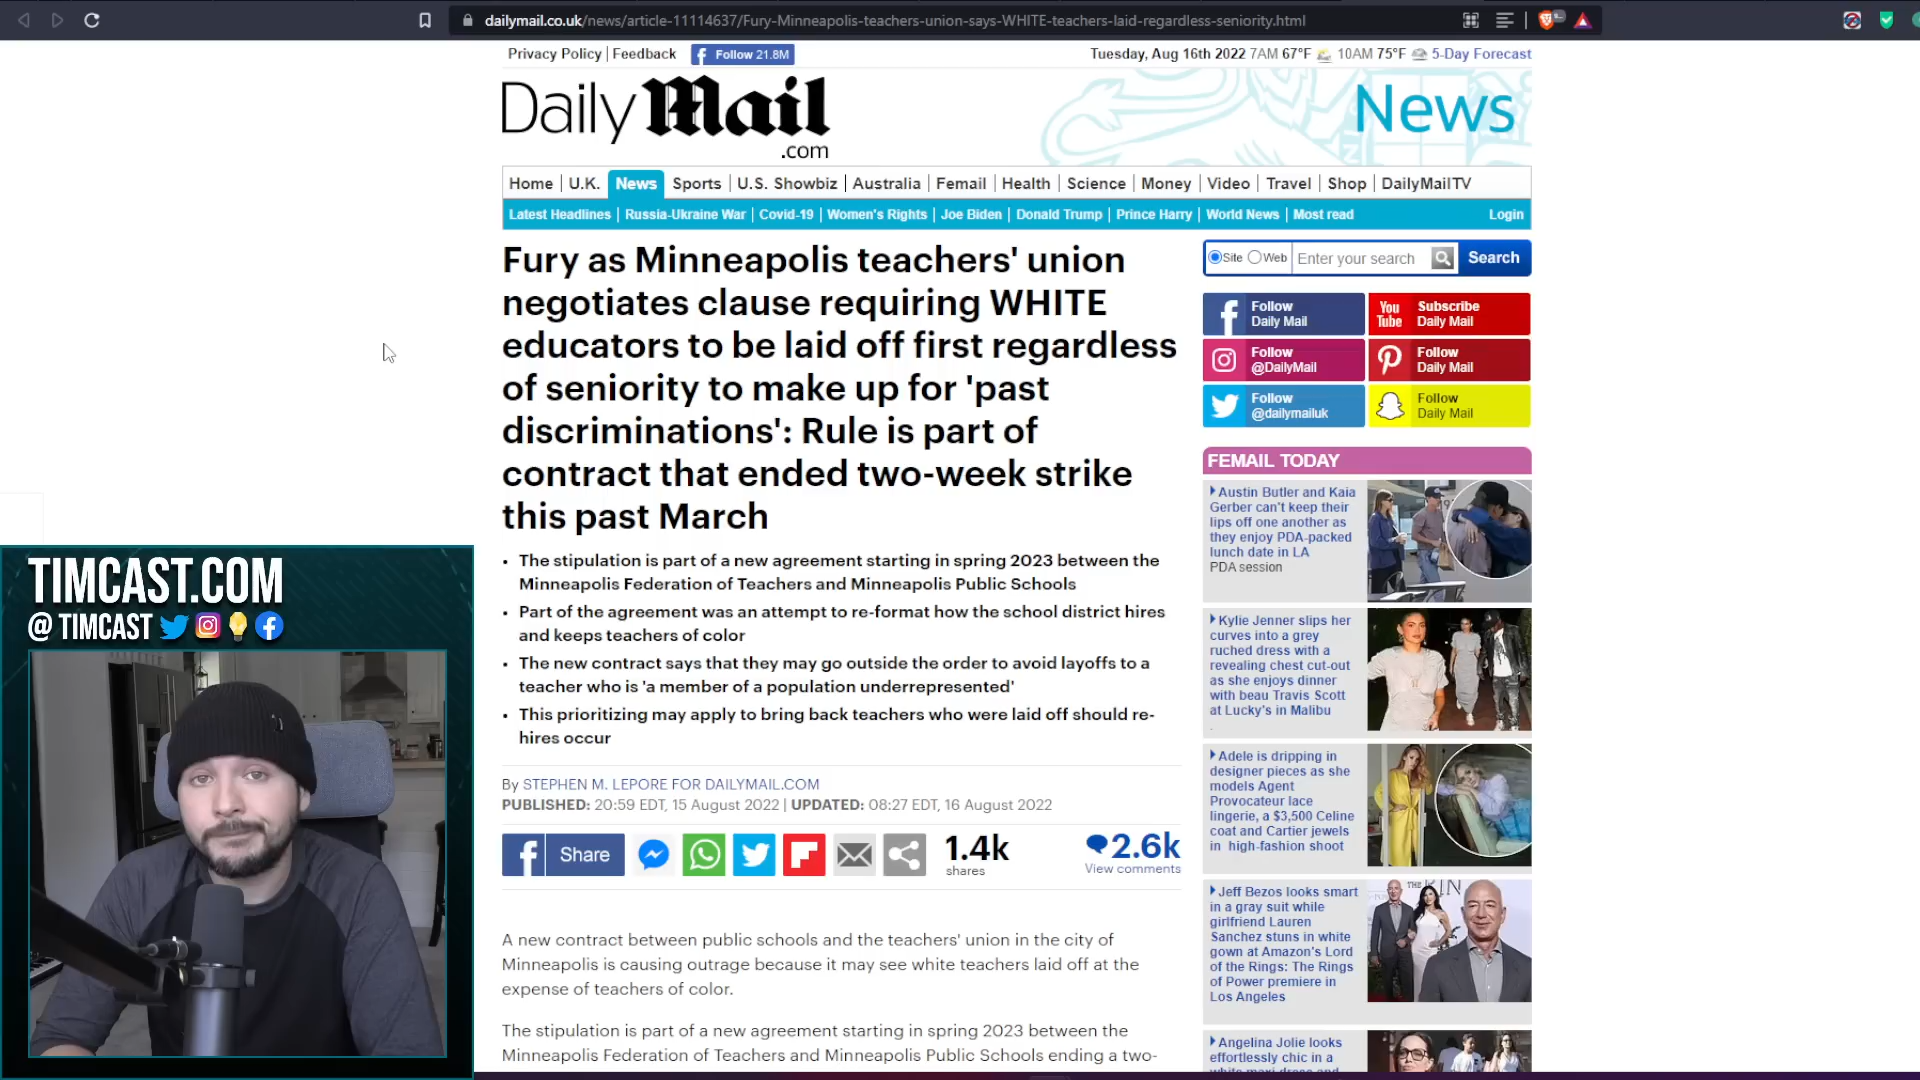 dailymail.co.uk/news/article-11114637/Fury-Minneapolis-teachers-union-says-WHITE-teachers-laid-regardless-seniority.html
Privacy Policy | Feedback
Follow 21.8M
Tuesday, Aug 16th 2022 7AM 67°F 10AM 75°F 5-Day Forecast
Daily Mail
.com
News
Home U.K. News Sports U.S. Showbiz Australia Femail Health Science Money Video Travel Shop DailyMailTV
Latest Headlines Russia-Ukraine War Covid-19 Women's Rights Joe Biden Donald Trump Prince Harry World News Most read Login
Fury as Minneapolis teachers' union
negotiates clause requiring WHITE
educators to be laid off first regardless
of seniority to make up for 'past
discriminations': Rule is part of
contract that ended two-week strike
this past March
• The stipulation is part of a new agreement starting in spring 2023 between the
Minneapolis Federation of Teachers and Minneapolis Public Schools
• Part of the agreement was an attempt to re-format how the school district hires
and keeps teachers of color
• The new contract says that they may go outside the order to avoid layoffs to a
teacher who is 'a member of a population underrepresented'
• This prioritizing may apply to bring back teachers who were laid off should re-
hires occur
By STEPHEN M. LEPORE FOR DAILYMAIL.COM
PUBLISHED: 20:59 EDT, 15 August 2022 | UPDATED: 08:27 EDT, 16 August 2022
Share
1.4k
shares
2.6k
View comments
A new contract between public schools and the teachers' union in the city of
Minneapolis is causing outrage because it may see white teachers laid off at the
expense of teachers of color.
The stipulation is part of a new agreement starting in spring 2023 between the
Minneapolis Federation of Teachers and Minneapolis Public Schools ending a two-
Site Web Enter your search Search
Follow
Daily Mail
You
Tube
Subscribe
Daily Mail
Follow
@DailyMail
Follow
Daily Mail
Follow
@dailymailuk
Follow
Daily Mail
FEMAIL TODAY
Austin Butler and Kaia
Gerber can't keep their
lips off one another as
they enjoy PDA-packed
lunch date in LA
PDA session
Kylie Jenner slips her
curves into a grey
ruched dress with a
revealing chest cut-out
as she enjoys dinner
with beau Travis Scott
at Lucky's in Malibu
Adele is dripping in
designer pieces as she
models Agent
Provocateur lace
lingerie, a $3,500 Celine
coat and Cartier jewels
in high-fashion shoot
Jeff Bezos looks smart
in a gray suit while
girlfriend Lauren
Sanchez stuns in white
gown at Amazon's Lord
of the Rings: The Rings
of Power premiere in
Los Angeles
Angelina Jolie looks
effortlessly chic in a
white maxi dress and
TIMCAST.COM
@ TIMCAST